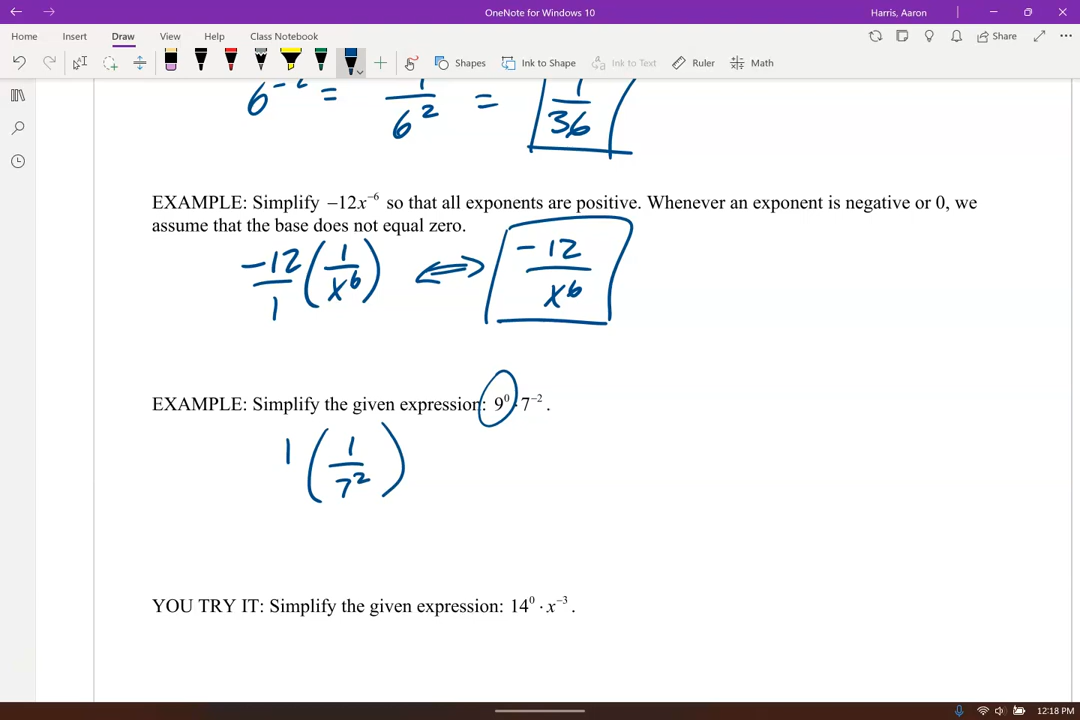 OneNote for Windows 10
Harris, Aaron
Home Insert Draw View Help Class Notebook
Share
Shapes Ink to Shape Ink to Text Ruler Math
6⁻² = 1/6² = 1/36
EXAMPLE: Simplify −12x⁻⁶ so that all exponents are positive. Whenever an exponent is negative or 0, we
assume that the base does not equal zero.
-12/1 (1/x⁶) ⟺ -12/x⁶
EXAMPLE: Simplify the given expression: 9⁰·7⁻².
1 (1/7²)
YOU TRY IT: Simplify the given expression: 14⁰·x⁻³.
12:18 PM